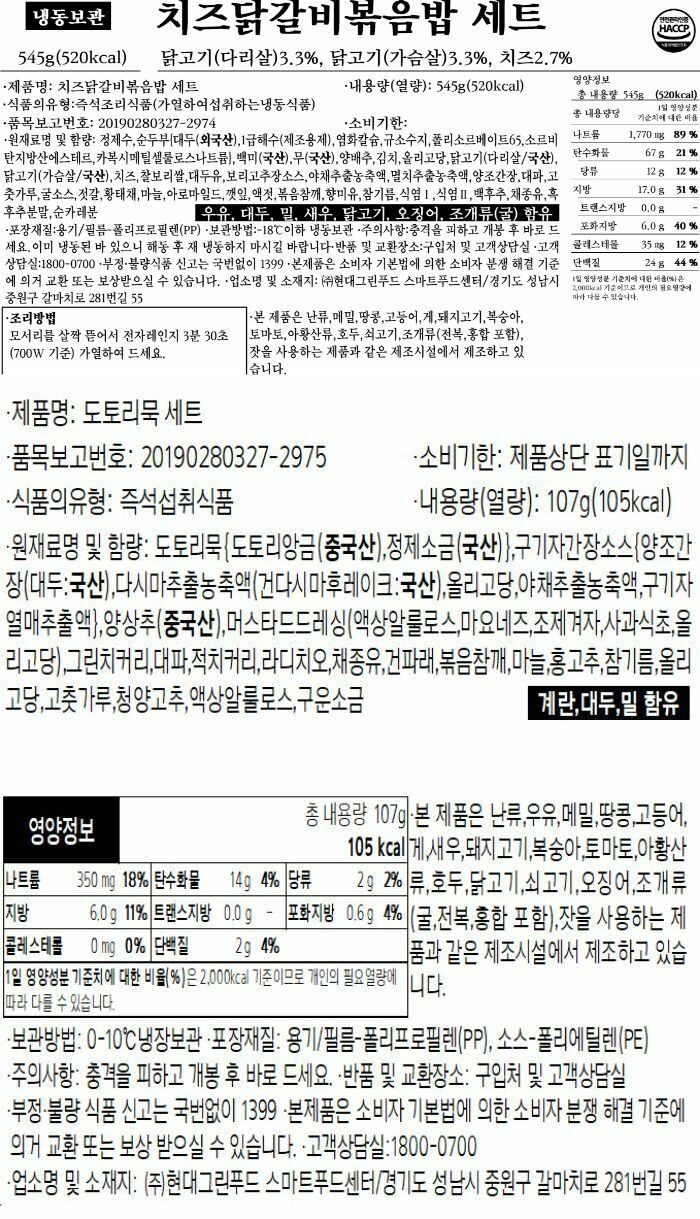 냉동보관
치즈닭갈비볶음밥 세트
안전관리인증
HACCP
식품의약품안전처
545g(520kcal)
닭고기(다리살)3.3%, 닭고기(가슴살)3.3%, 치즈2.7%
·제품명: 치즈닭갈비볶음밥 세트
·내용량(열량): 545g(520kcal)
·식품의유형:즉석조리식품(가열하여섭취하는냉동식품)
·품목보고번호: 20190280327-2974
·소비기한:
·원재료명 및 함량: 정제수,순두부[대두(외국산),1급해수(제조용제),염화칼슘,규소수지,폴리소르베이트65,소르비
탄지방산에스테르,카복시메틸셀룰로스나트륨],백미(국산),무(국산),양배추,김치,올리고당,닭고기(다리살/국산),
닭고기(가슴살/국산),치즈,찰보리쌀,대두유,보리고추장소스,야채추출농축액,멸치추출농축액,양조간장,대파,고
춧가루,굴소스,젓갈,황태채,마늘,아로마일드,깻잎,액젓,볶음참깨,향미유,참기름,식염Ⅰ,식염Ⅱ,백후추,채종유,흑
후추분말,순카레분
우유, 대두, 밀, 새우, 닭고기, 오징어, 조개류(굴) 함유
·포장재질:용기/필름-폴리프로필렌(PP) ·보관방법:-18℃이하 냉동보관 ·주의사항:충격을 피하고 개봉 후 바로 드
세요.이미 냉동된 바 있으니 해동 후 재 냉동하지 마시길 바랍니다·반품 및 교환장소:구입처 및 고객상담실 ·고객
상담실:1800-0700 ·부정·불량식품 신고는 국번없이 1399 ·본제품은 소비자 기본법에 의한 소비자 분쟁 해결 기준
에 의거 교환 또는 보상받으실 수 있습니다. ·업소명 및 소재지: ㈜현대그린푸드 스마트푸드센터/경기도 성남시
중원구 갈마치로 281번길 55
·조리방법
모서리를 살짝 뜯어서 전자레인지 3분 30초
(700W 기준) 가열하여 드세요.
·본 제품은 난류,메밀,땅콩,고등어,게,돼지고기,복숭아,
토마토,아황산류,호두,쇠고기,조개류(전복,홍합 포함),
잣을 사용하는 제품과 같은 제조시설에서 제조하고 있
습니다.
영양정보
총 내용량 545g (520kcal)
총 내용량당 1일 영양성분
기준치에 대한 비율
나트륨 1,770 mg 89 %
탄수화물 67 g 21 %
당류 12 g 12 %
지방 17.0 g 31 %
트랜스지방 0.0 g -
포화지방 6.0 g 40 %
콜레스테롤 35 mg 12 %
단백질 24 g 44 %
1일 영양성분 기준치에 대한 비율(%)은
2,000kcal 기준이므로 개인의 필요열량에
따라 다를 수 있습니다.
·제품명: 도토리묵 세트
·품목보고번호: 20190280327-2975
·소비기한: 제품상단 표기일까지
·식품의유형: 즉석섭취식품
·내용량(열량): 107g(105kcal)
·원재료명 및 함량: 도토리묵{도토리앙금(중국산),정제소금(국산)},구기자간장소스{양조간
장(대두:국산),다시마추출농축액(건다시마후레이크:국산),올리고당,야채추출농축액,구기자
열매추출액},양상추(중국산),머스타드드레싱(액상알룰로스,마요네즈,조제겨자,사과식초,올
리고당),그린치커리,대파,적치커리,라디치오,채종유,건파래,볶음참깨,마늘,홍고추,참기름,올리
고당,고춧가루,청양고추,액상알룰로스,구운소금
계란,대두,밀 함유
영양정보
총 내용량 107g
105 kcal
나트륨 350 mg 18% 탄수화물 14 g 4% 당류 2 g 2%
지방 6.0 g 11% 트랜스지방 0.0 g - 포화지방 0.6 g 4%
콜레스테롤 0 mg 0% 단백질 2 g 4%
1일 영양성분 기준치에 대한 비율(%)은 2,000kcal 기준이므로 개인의 필요열량에
따라 다를 수 있습니다.
·본 제품은 난류,우유,메밀,땅콩,고등어,
게,새우,돼지고기,복숭아,토마토,아황산
류,호두,닭고기,쇠고기,오징어,조개류
(굴,전복,홍합 포함),잣을 사용하는 제
품과 같은 제조시설에서 제조하고 있습
니다.
·보관방법: 0-10℃냉장보관 ·포장재질: 용기/필름-폴리프로필렌(PP), 소스-폴리에틸렌(PE)
·주의사항: 충격을 피하고 개봉 후 바로 드세요. ·반품 및 교환장소: 구입처 및 고객상담실
·부정·불량 식품 신고는 국번없이 1399 ·본제품은 소비자 기본법에 의한 소비자 분쟁 해결 기준에
의거 교환 또는 보상 받으실 수 있습니다. ·고객상담실:1800-0700
·업소명 및 소재지: (주)현대그린푸드 스마트푸드센터/경기도 성남시 중원구 갈마치로 281번길 55